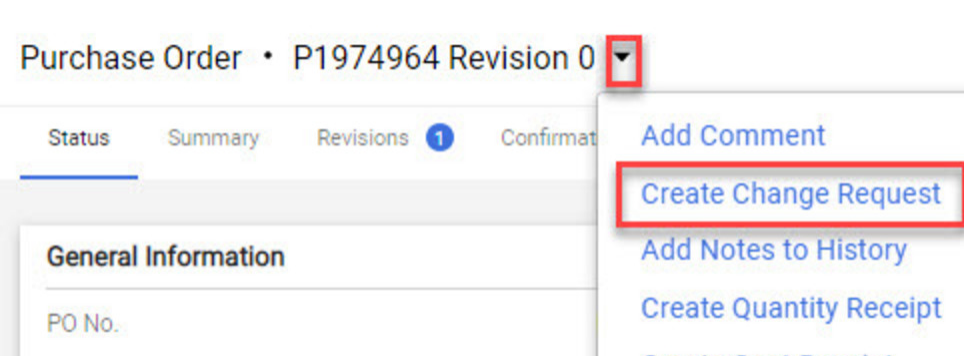 Purchase Order • P1974964 Revision 0
Status Summary Revisions 1 Confirmat
Add Comment
Create Change Request
General Information
Add Notes to History
Create Quantity Receipt
PO No.